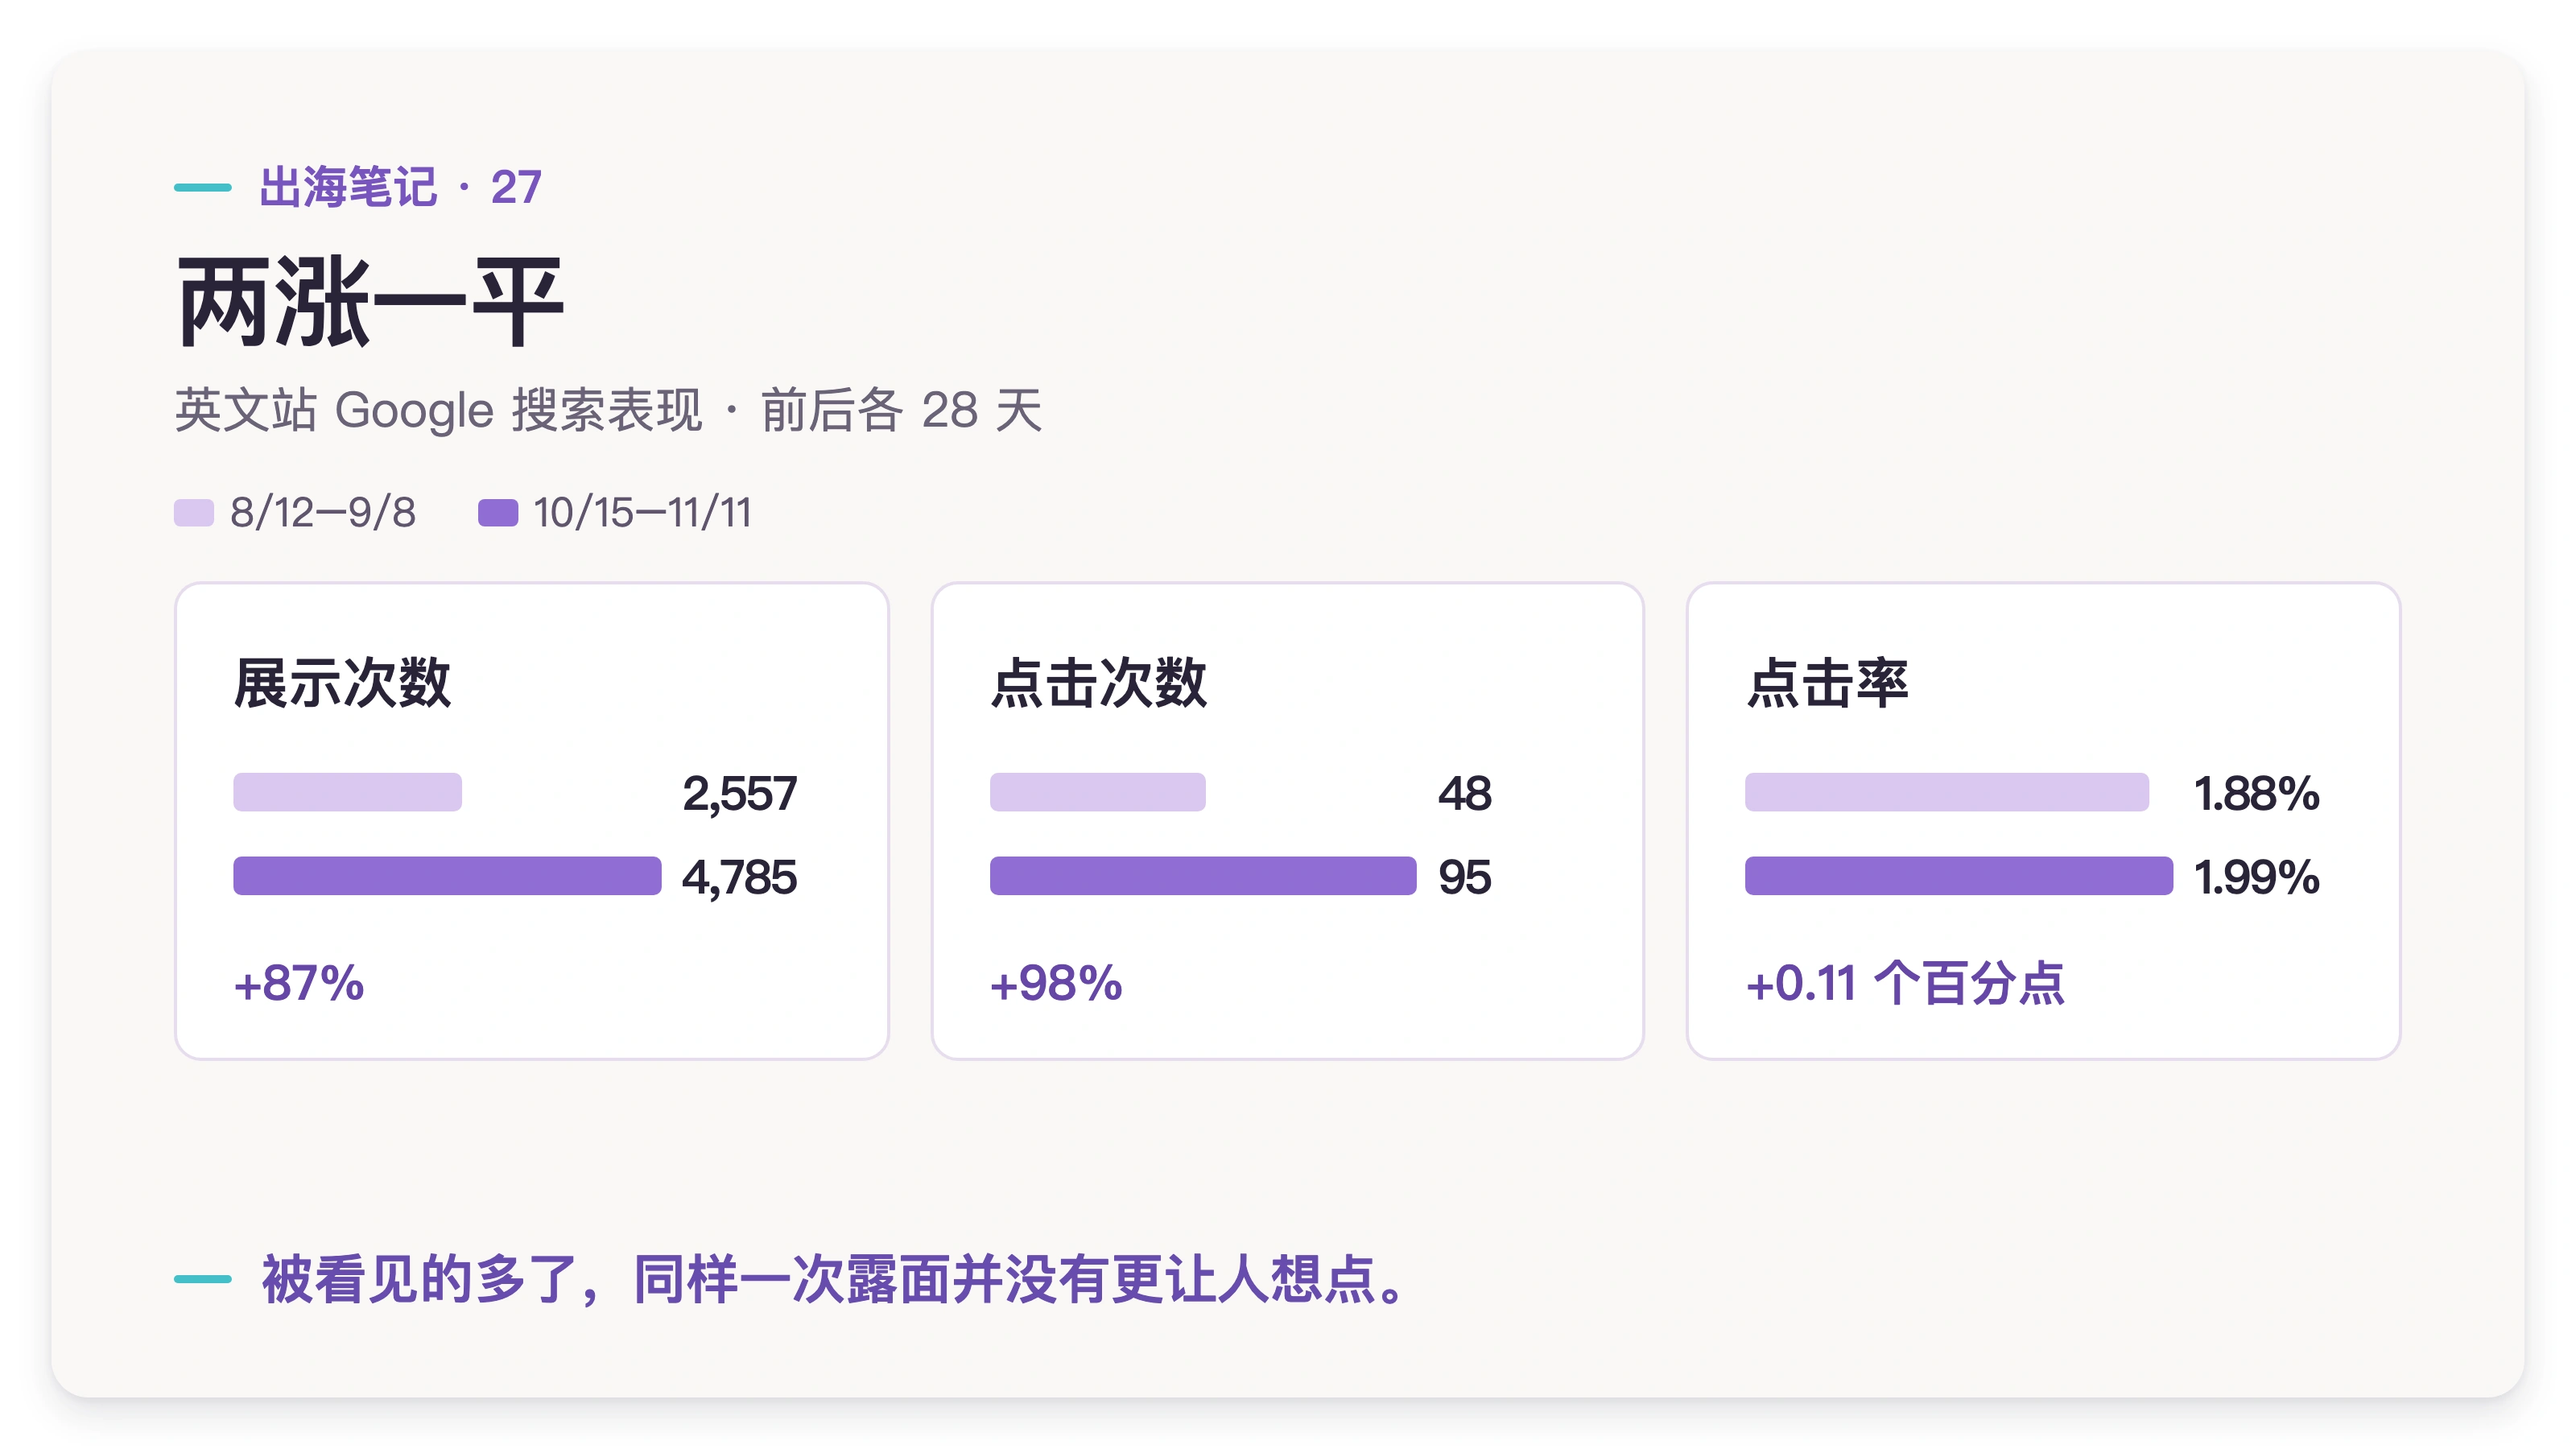 出海笔记 · 27
两涨一平
英文站 Google 搜索表现 · 前后各 28 天
8/12—9/8 10/15—11/11
展示次数
2,557
4,785
+87%
点击次数
48
95
+98%
点击率
1.88%
1.99%
+0.11 个百分点
被看见的多了，同样一次露面并没有更让人想点。